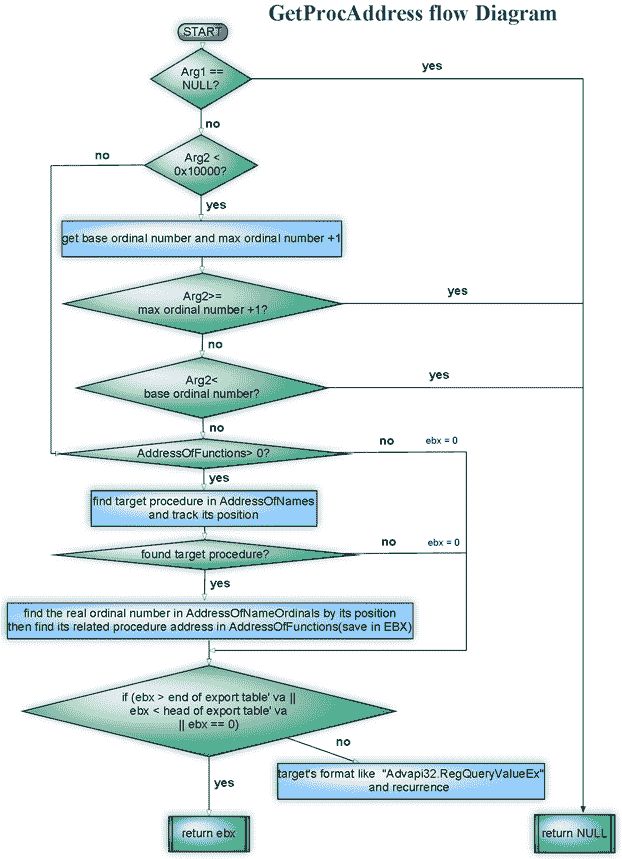 GetProcAddress flow Diagram
START
Arg1 ==
NULL?
yes
no
Arg2 <
0x10000?
no
yes
get base ordinal number and max ordinal number +1
Arg2>=
max ordinal number +1?
yes
no
Arg2<
base ordinal number?
yes
no
AddressOfFunctions> 0?
no
ebx = 0
yes
find target procedure in AddressOfNames
and track its position
found target procedure?
no
ebx = 0
yes
find the real ordinal number in AddressOfNameOrdinals by its position
then find its related procedure address in AddressOfFunctions(save in EBX)
if (ebx > end of export table' va ||
ebx < head of export table' va
|| ebx == 0)
no
target's format like "Advapi32.RegQueryValueEx"
and recurrence
yes
return ebx
return NULL